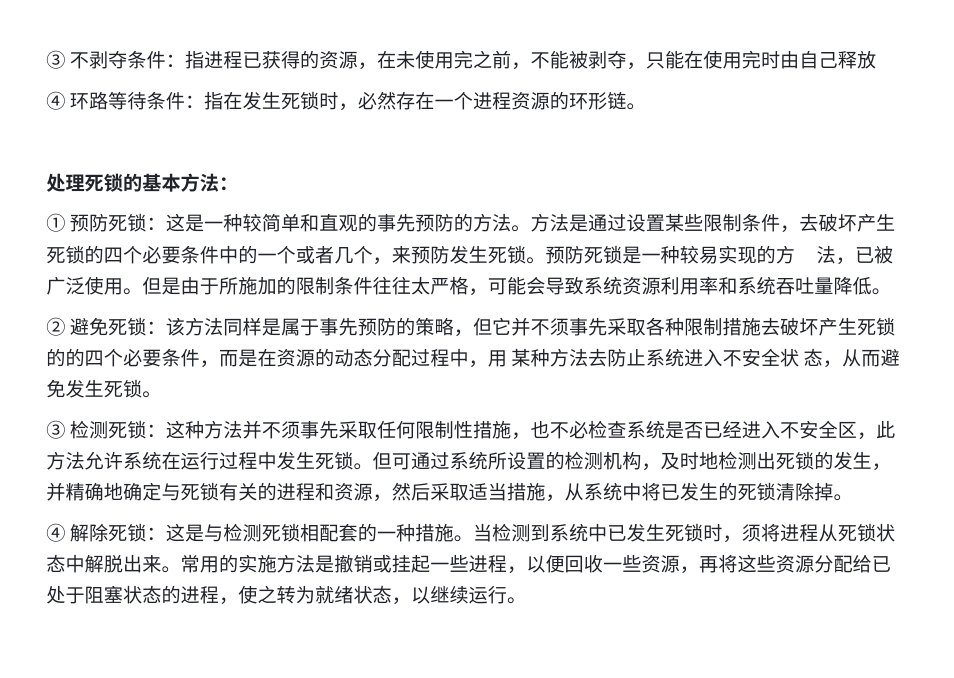 ③ 不剥夺条件：指进程已获得的资源，在未使用完之前，不能被剥夺，只能在使用完时由自己释放
④ 环路等待条件：指在发生死锁时，必然存在一个进程资源的环形链。
处理死锁的基本方法：
① 预防死锁：这是一种较简单和直观的事先预防的方法。方法是通过设置某些限制条件，去破坏产生
死锁的四个必要条件中的一个或者几个，来预防发生死锁。预防死锁是一种较易实现的方 法，已被
广泛使用。但是由于所施加的限制条件往往太严格，可能会导致系统资源利用率和系统吞吐量降低。
② 避免死锁：该方法同样是属于事先预防的策略，但它并不须事先采取各种限制措施去破坏产生死锁
的的四个必要条件，而是在资源的动态分配过程中，用 某种方法去防止系统进入不安全状 态，从而避
免发生死锁。
③ 检测死锁：这种方法并不须事先采取任何限制性措施，也不必检查系统是否已经进入不安全区，此
方法允许系统在运行过程中发生死锁。但可通过系统所设置的检测机构，及时地检测出死锁的发生，
并精确地确定与死锁有关的进程和资源，然后采取适当措施，从系统中将已发生的死锁清除掉。
④ 解除死锁：这是与检测死锁相配套的一种措施。当检测到系统中已发生死锁时，须将进程从死锁状
态中解脱出来。常用的实施方法是撤销或挂起一些进程，以便回收一些资源，再将这些资源分配给已
处于阻塞状态的进程，使之转为就绪状态，以继续运行。